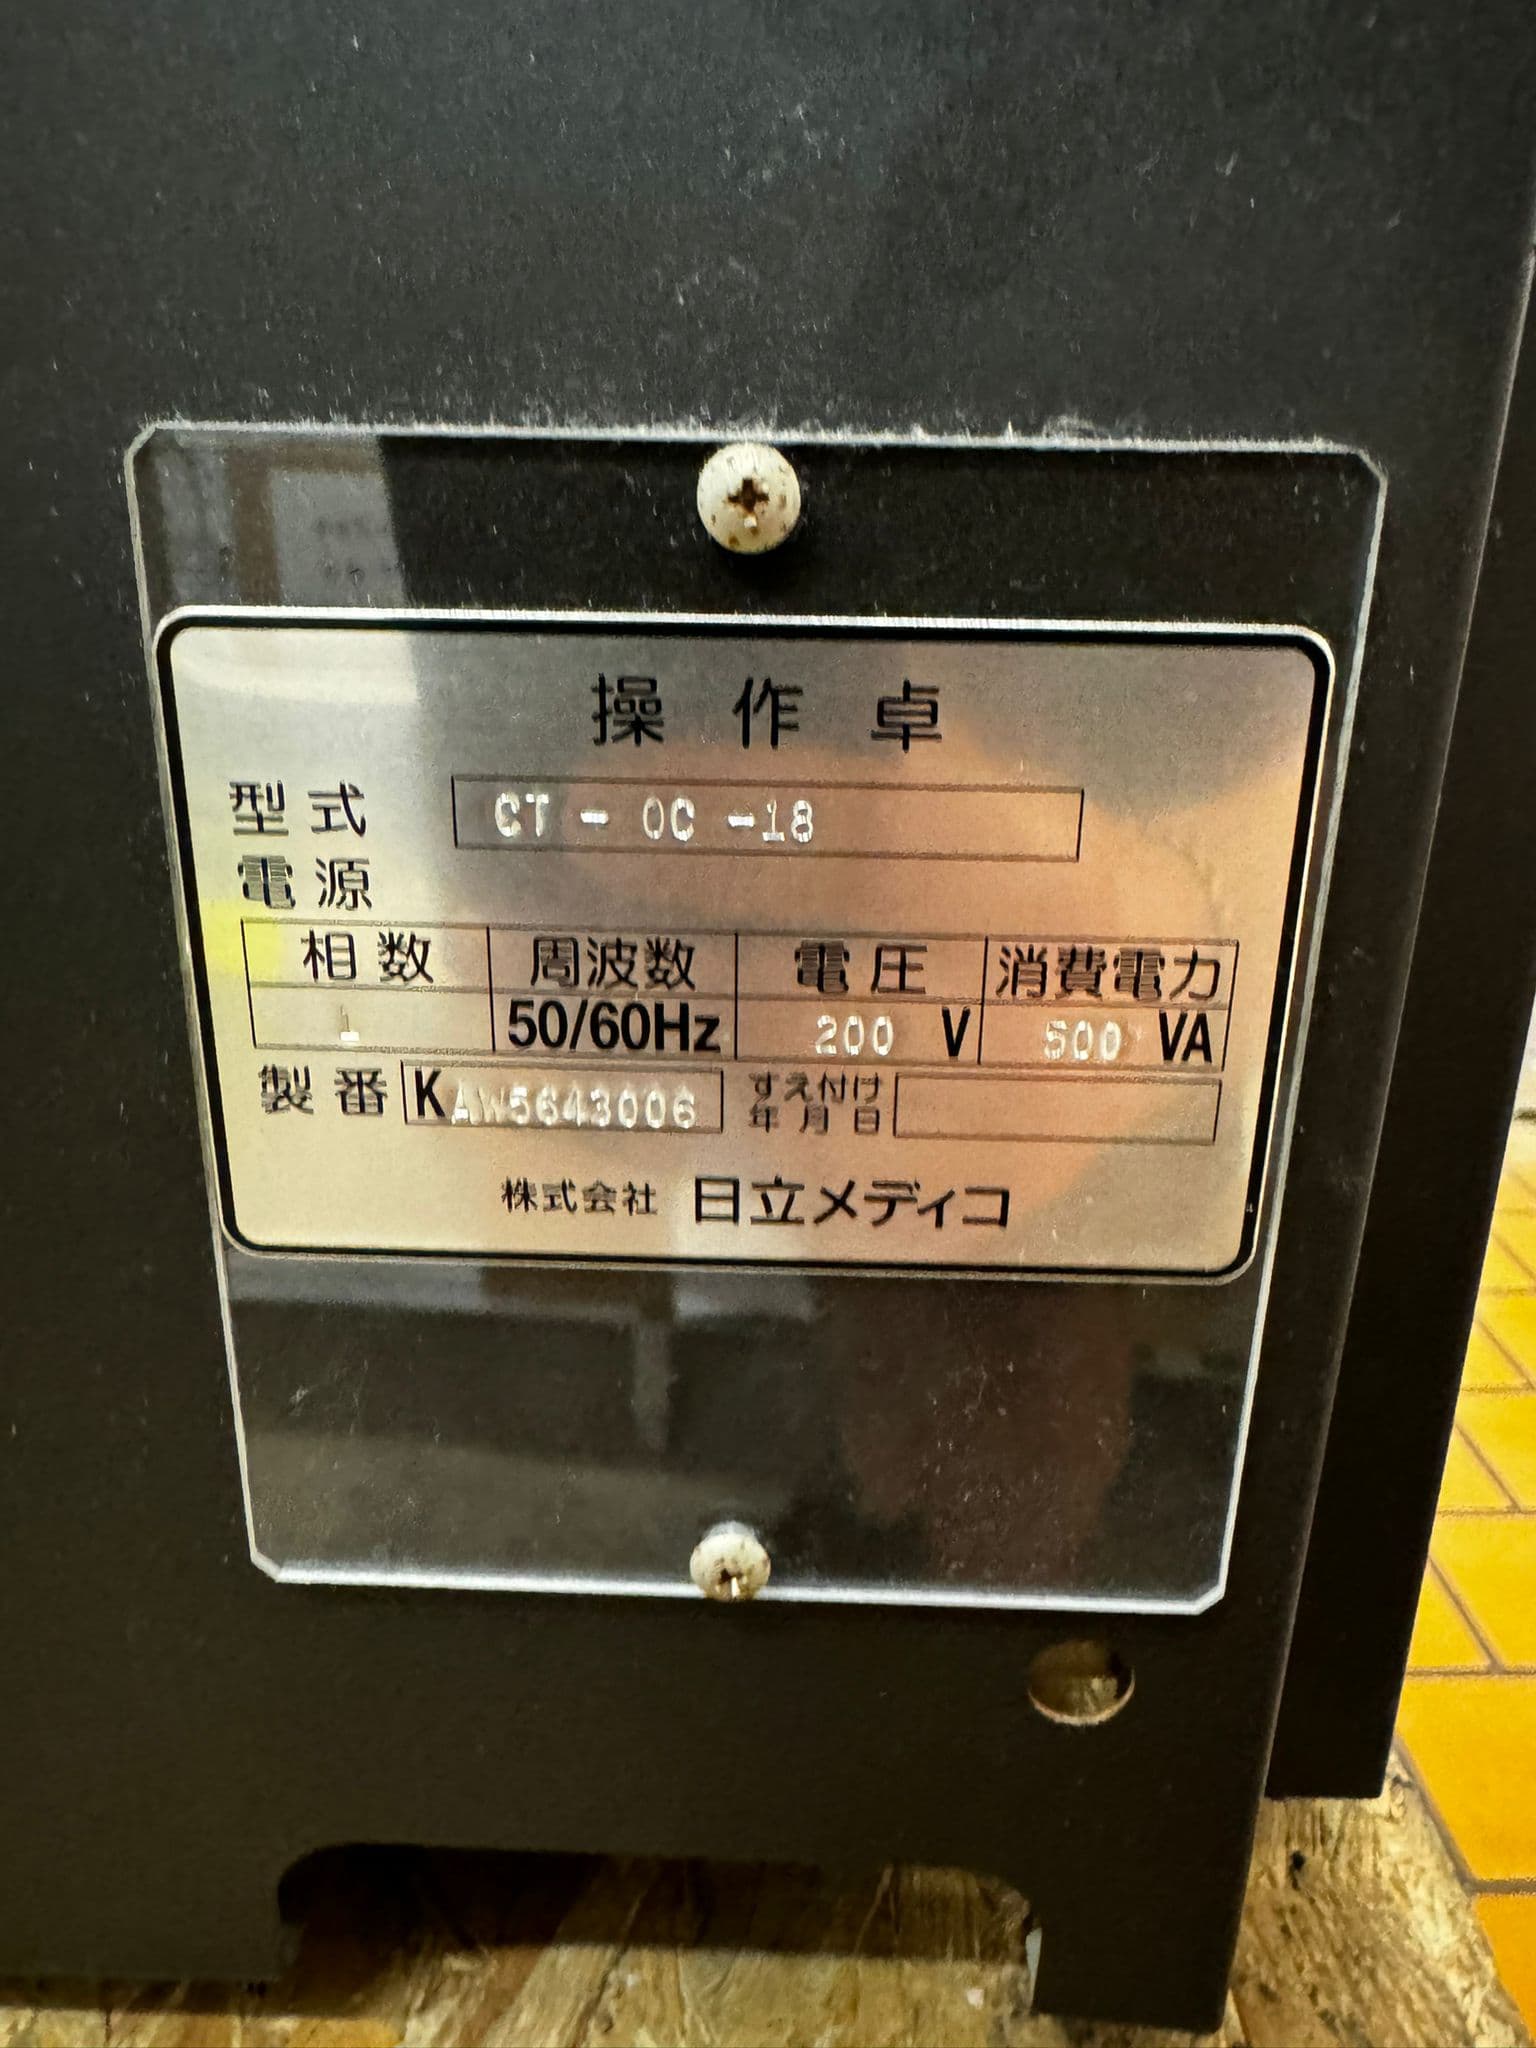 操作卓
型式 CT-OC-18
電源
相数 周波数 電圧 消費電力
1 50/60Hz 200 V 500 VA
製番 KAW5643006 すえ付け年月日
株式会社 日立メディコ